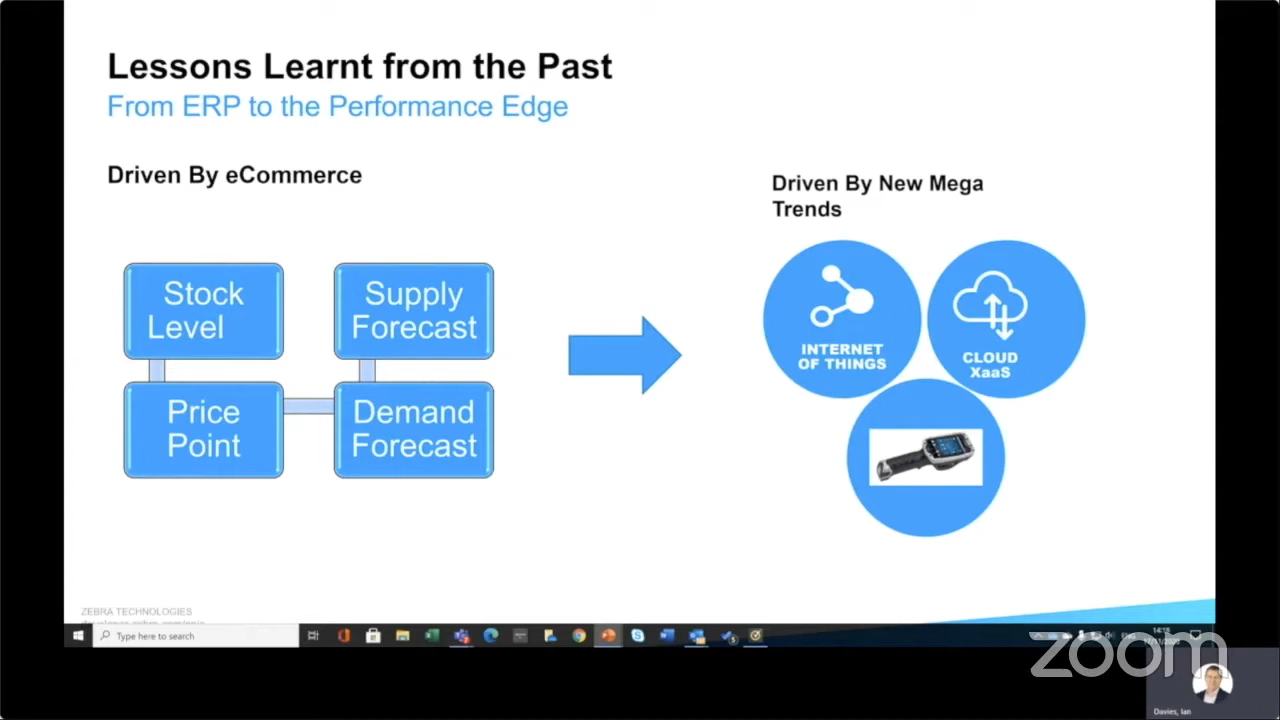 Lessons Learnt from the Past
From ERP to the Performance Edge
Driven By eCommerce
Stock
Level
Supply
Forecast
Price
Point
Demand
Forecast
Driven By New Mega
Trends
INTERNET
OF THINGS
CLOUD
XaaS
ZEBRA TECHNOLOGIES
Type here to search
14:18
zoom
Davies, Ian